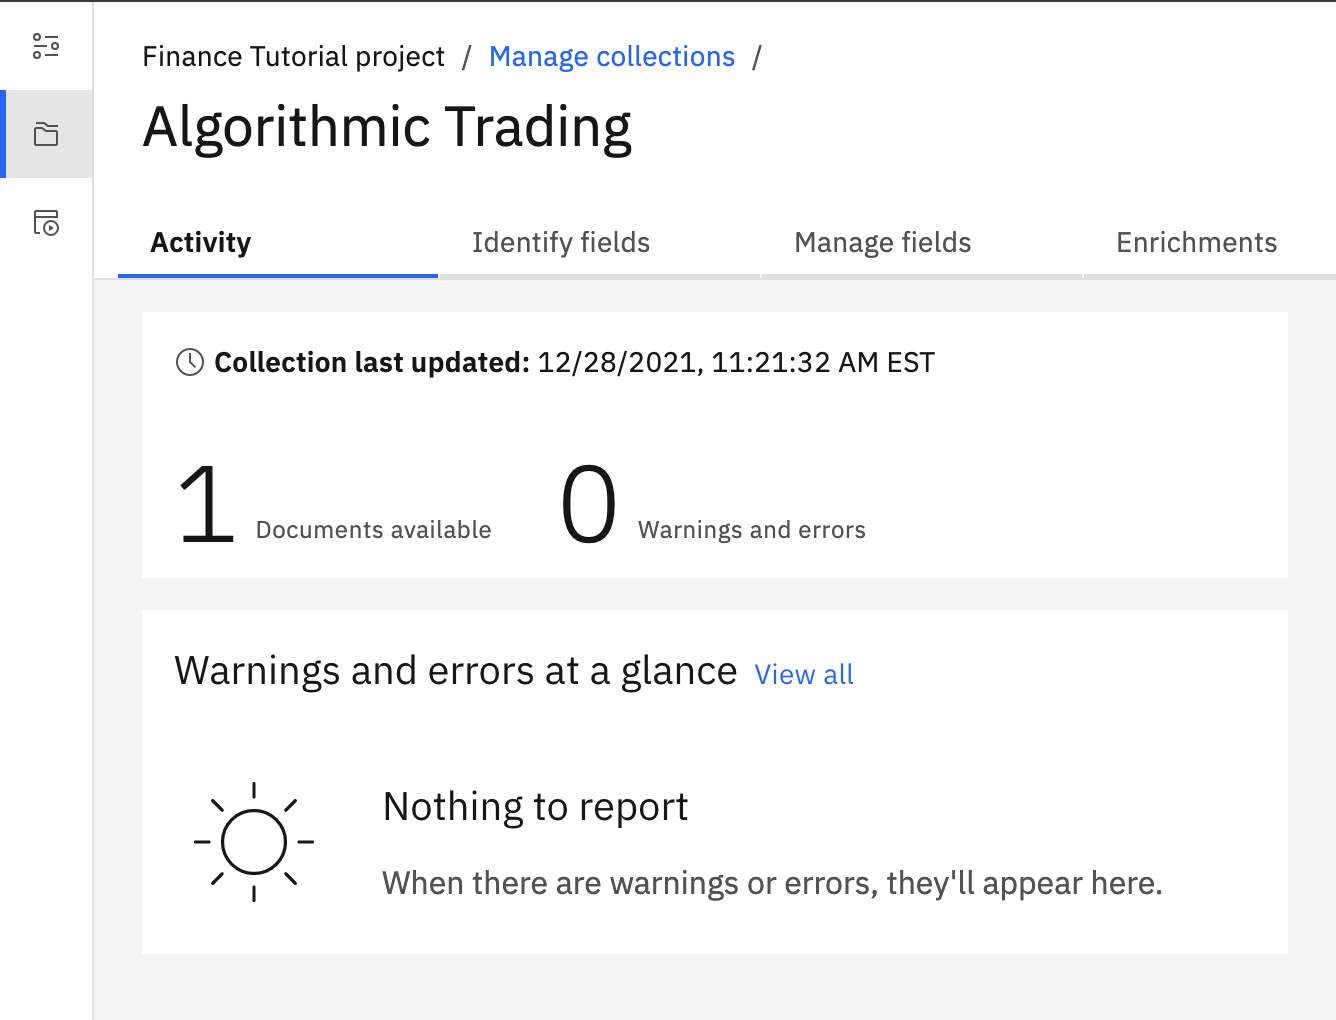 Finance Tutorial project / Manage collections /
Algorithmic Trading
Activity Identify fields Manage fields Enrichments
Collection last updated: 12/28/2021, 11:21:32 AM EST
1 Documents available 0 Warnings and errors
Warnings and errors at a glance View all
Nothing to report
When there are warnings or errors, they'll appear here.